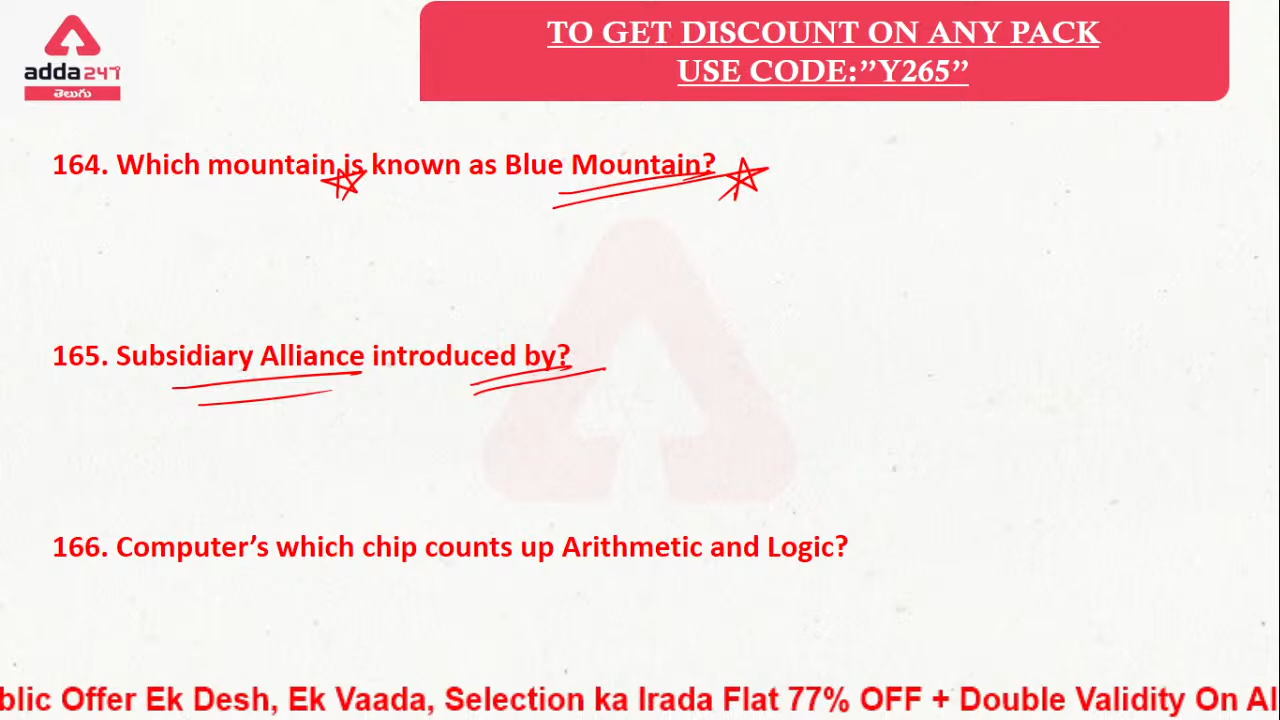 adda247
తెలుగు
TO GET DISCOUNT ON ANY PACK
USE CODE:”Y265”
164. Which mountain is known as Blue Mountain?
165. Subsidiary Alliance introduced by?
166. Computer’s which chip counts up Arithmetic and Logic?
blic Offer Ek Desh, Ek Vaada, Selection ka Irada Flat 77% OFF + Double Validity On Al